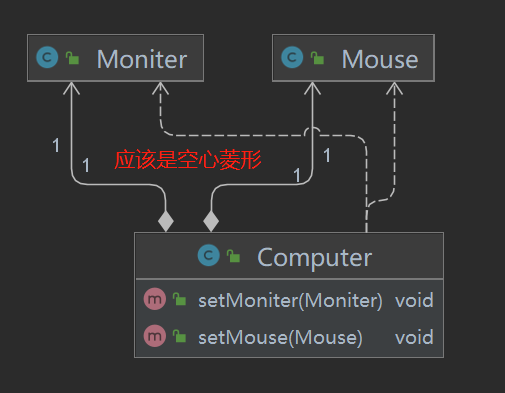 C Moniter
C Mouse
1
1
应该是空心菱形
1
1
C Computer
m setMoniter(Moniter) void
m setMouse(Mouse) void